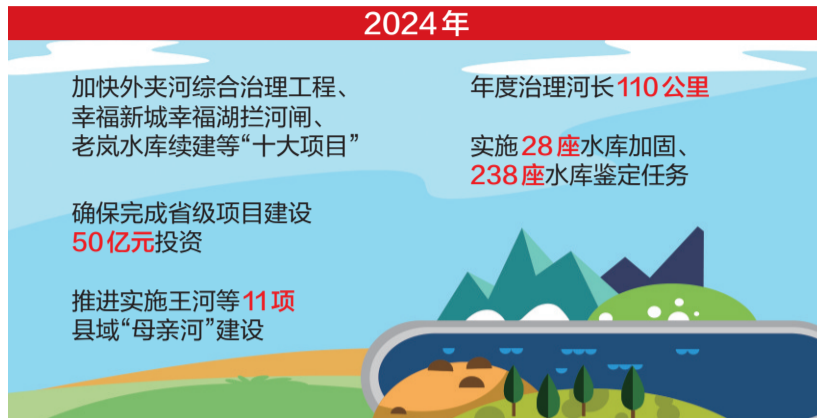 2024年
加快外夹河综合治理工程、
幸福新城幸福湖拦河闸、
老岚水库续建等“十大项目”
确保完成省级项目建设
50亿元投资
推进实施王河等11项
县域“母亲河”建设
年度治理河长110公里
实施28座水库加固、
238座水库鉴定任务